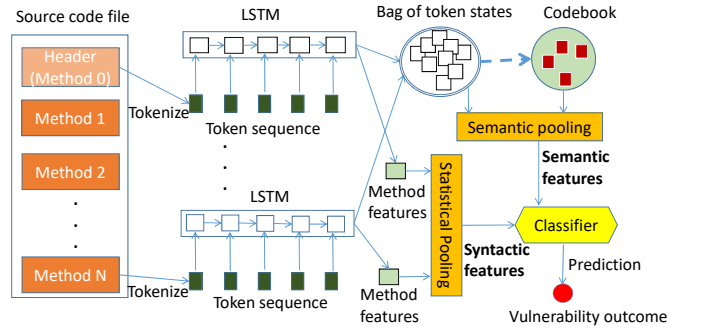 Source code file
LSTM
Bag of token states
Codebook
Header
(Method 0)
Method 1
Tokenize
Token sequence
Semantic pooling
Method 2
Semantic
features
LSTM
Method
features
Statistical Pooling
Classifier
Syntactic
features
Method N
Tokenize
Token sequence
Method
features
Prediction
Vulnerability outcome